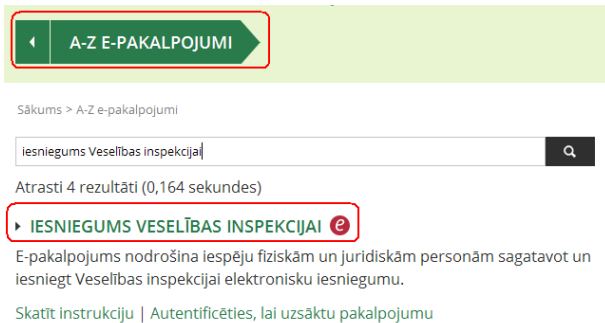 A-Z E-PAKALPOJUMI
Sākums > A-Z e-pakalpojumi
iesniegums Veselības inspekcijai
Atrasti 4 rezultāti (0,164 sekundes)
IESNIEGUMS VESELĪBAS INSPEKCIJAI e
E-pakalpojums nodrošina iespēju fiziskām un juridiskām personām sagatavot un
iesniegt Veselības inspekcijai elektronisku iesniegumu.
Skatīt instrukciju | Autentificēties, lai uzsāktu pakalpojumu